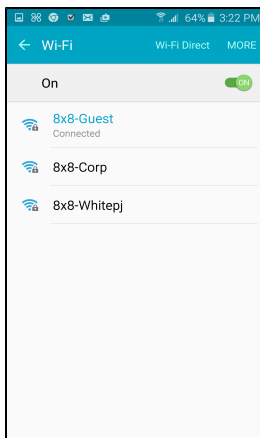 64% 3:22 PM
Wi-Fi Wi-Fi Direct MORE
On ON
8x8-Guest
Connected
8x8-Corp
8x8-Whitepj